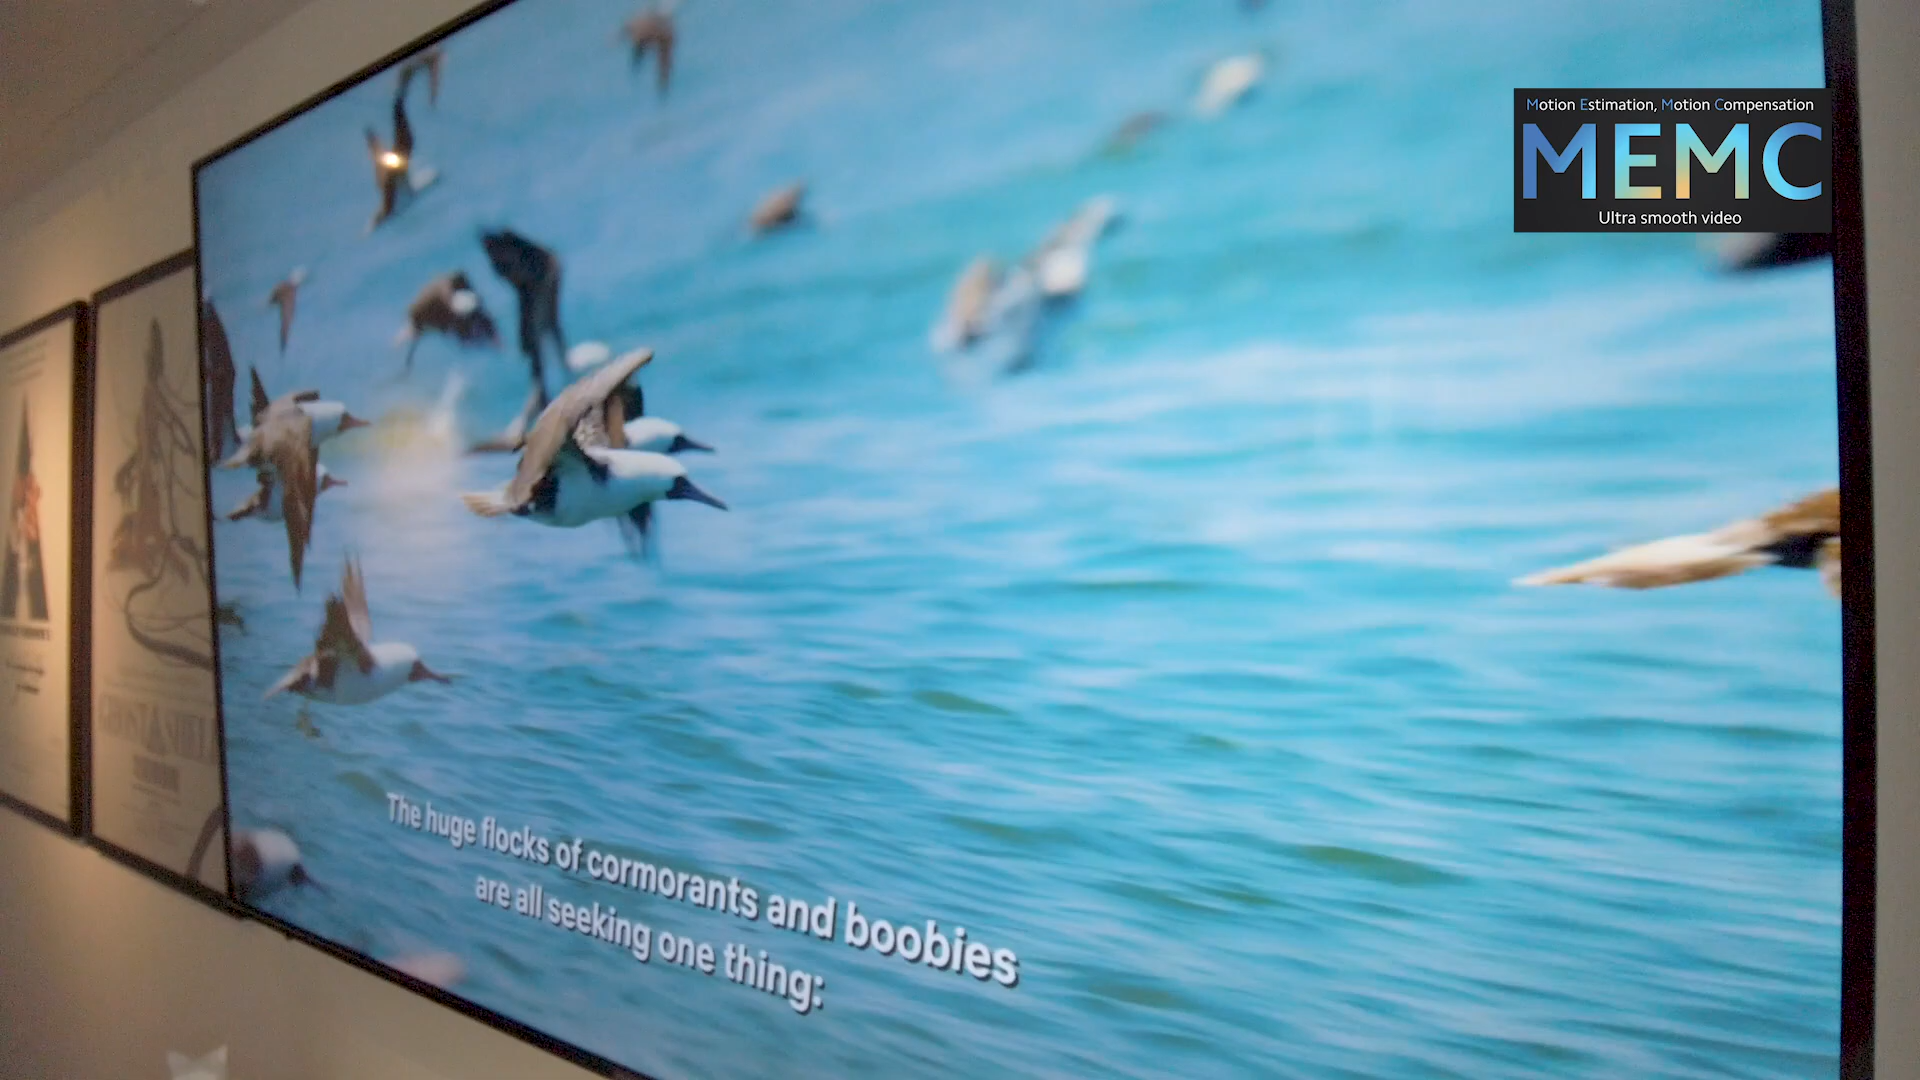 Motion Estimation, Motion Compensation
MEMC
Ultra smooth video
The huge flocks of cormorants and boobies
are all seeking one thing: